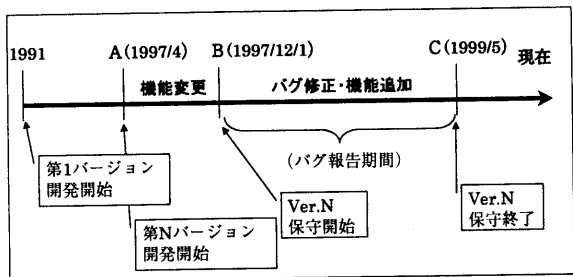 1991 A(1997/4) B(1997/12/1) C(1999/5) 現在
機能変更 バグ修正・機能追加
(バグ報告期間)
第1バージョン
開発開始
第Nバージョン
開発開始
Ver.N
保守開始
Ver.N
保守終了